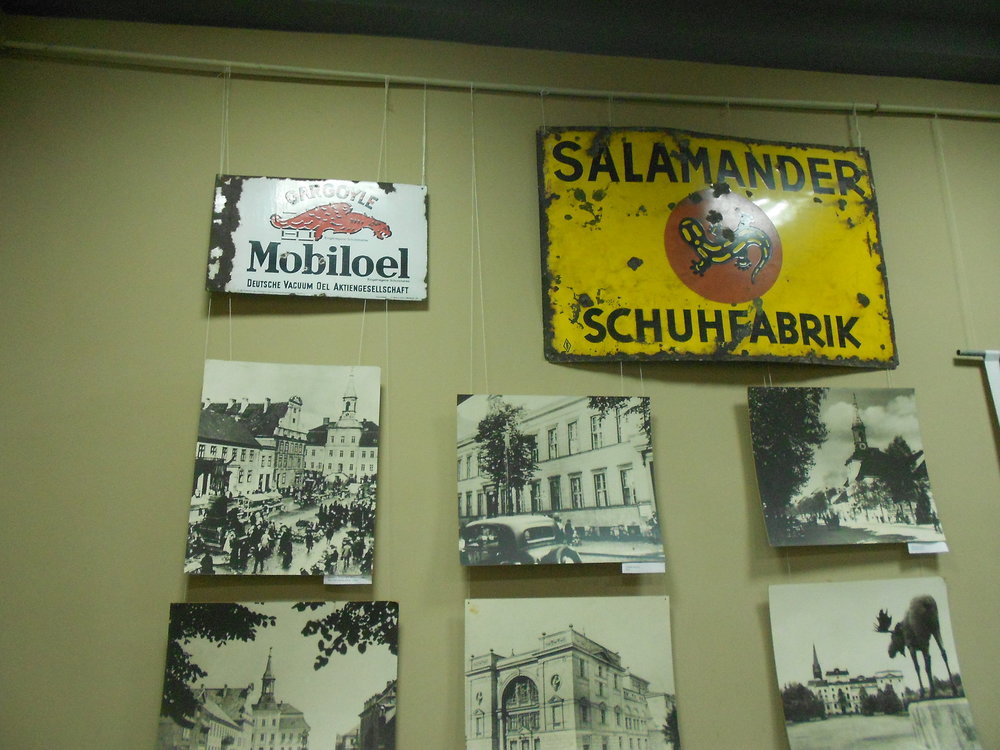 GARGOYLE
Mobiloel
DEUTSCHE VACUUM OEL AKTIENGESELLSCHAFT
SALAMANDER
SCHUHFABRIK